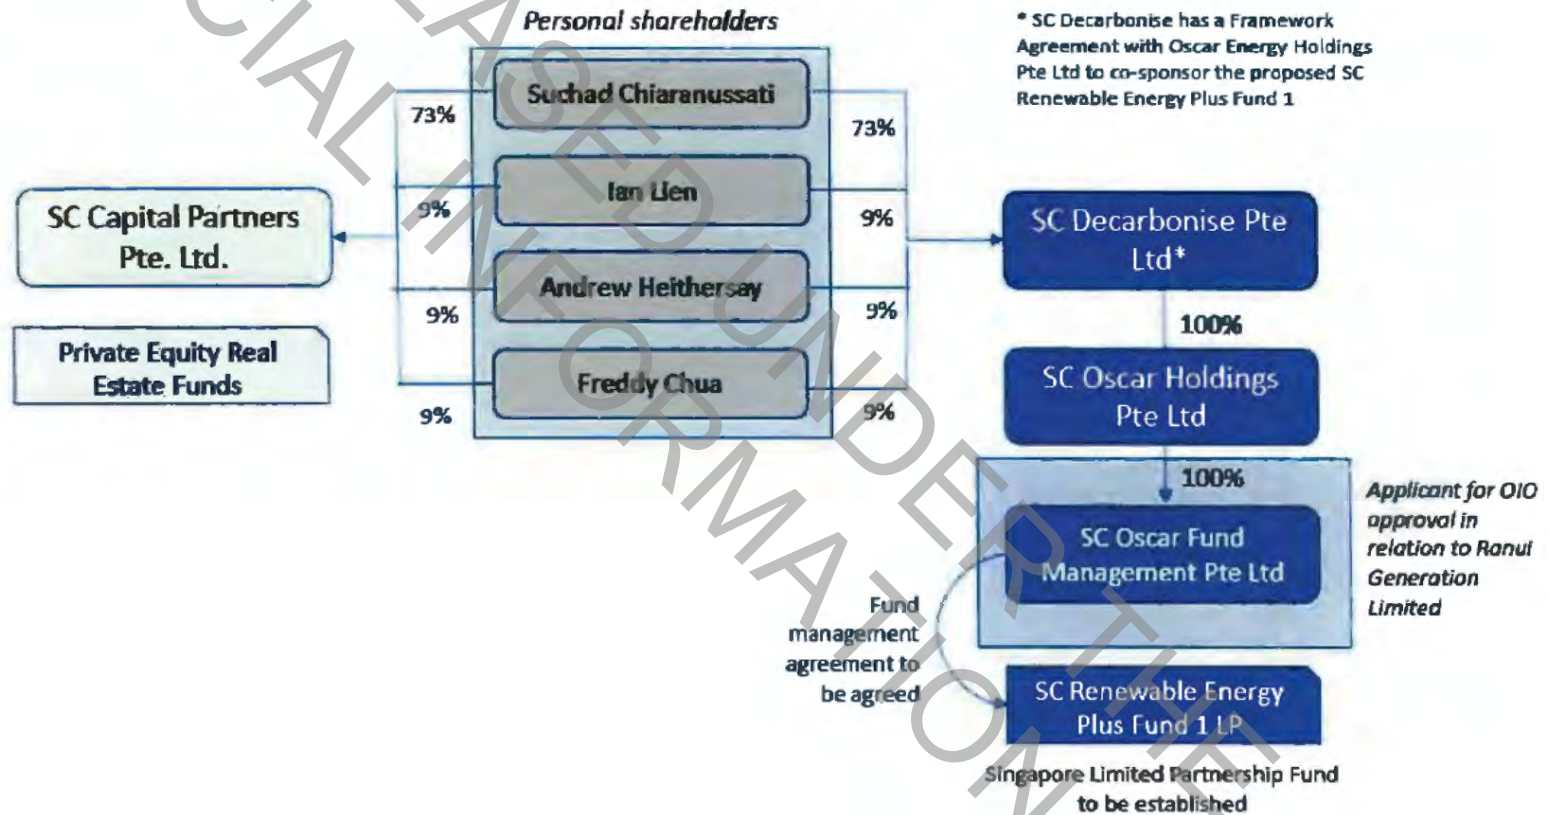 Personal shareholders
* SC Decarbonise has a Framework
Agreement with Oscar Energy Holdings
Pte Ltd to co-sponsor the proposed SC
Renewable Energy Plus Fund 1
Suchad Chiaranussati
73%
73%
Ian Lien
9%
9%
SC Capital Partners
Pte. Ltd.
SC Decarbonise Pte
Ltd*
Andrew Heithersay
9%
9%
100%
Private Equity Real
Estate Funds
Freddy Chua
9%
9%
SC Oscar Holdings
Pte Ltd
100%
SC Oscar Fund
Management Pte Ltd
Applicant for OIO
approval in
relation to Ranui
Generation
Limited
Fund
management
agreement to
be agreed
SC Renewable Energy
Plus Fund 1 LP
Singapore Limited Partnership Fund
to be established
UNDER THE
INFORMATION